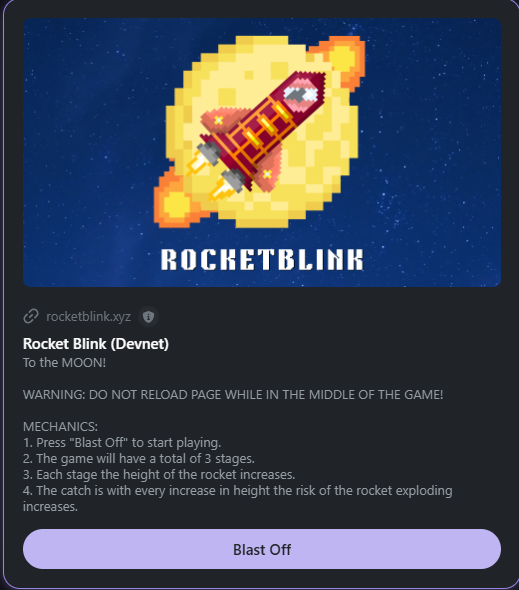 ROCKETBLINK
rocketblink.xyz
Rocket Blink (Devnet)
To the MOON!
WARNING: DO NOT RELOAD PAGE WHILE IN THE MIDDLE OF THE GAME!
MECHANICS:
1. Press "Blast Off" to start playing.
2. The game will have a total of 3 stages.
3. Each stage the height of the rocket increases.
4. The catch is with every increase in height the risk of the rocket exploding
increases.
Blast Off